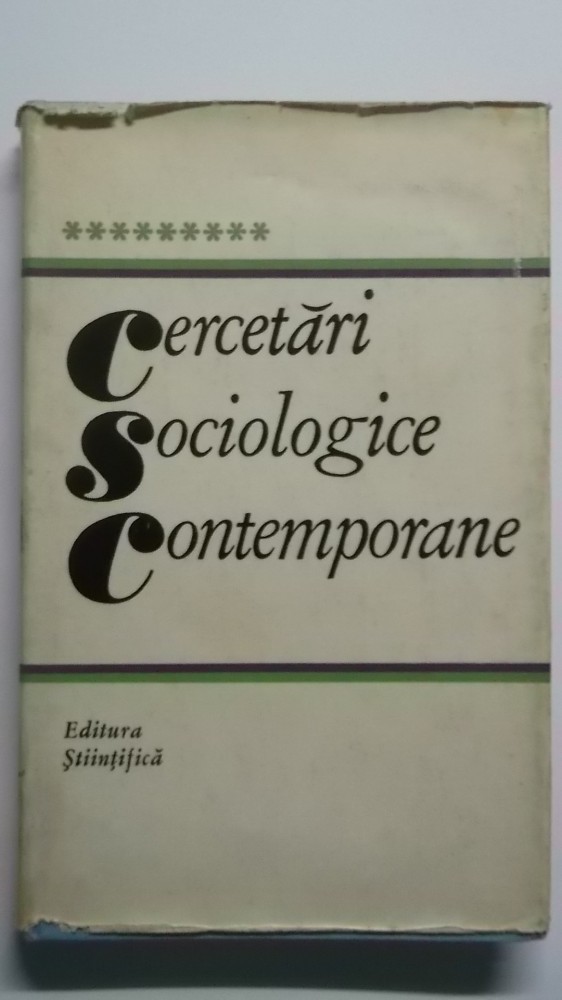 *********
Cercetări
Sociologice
Contemporane
Editura
Ştiinţifică